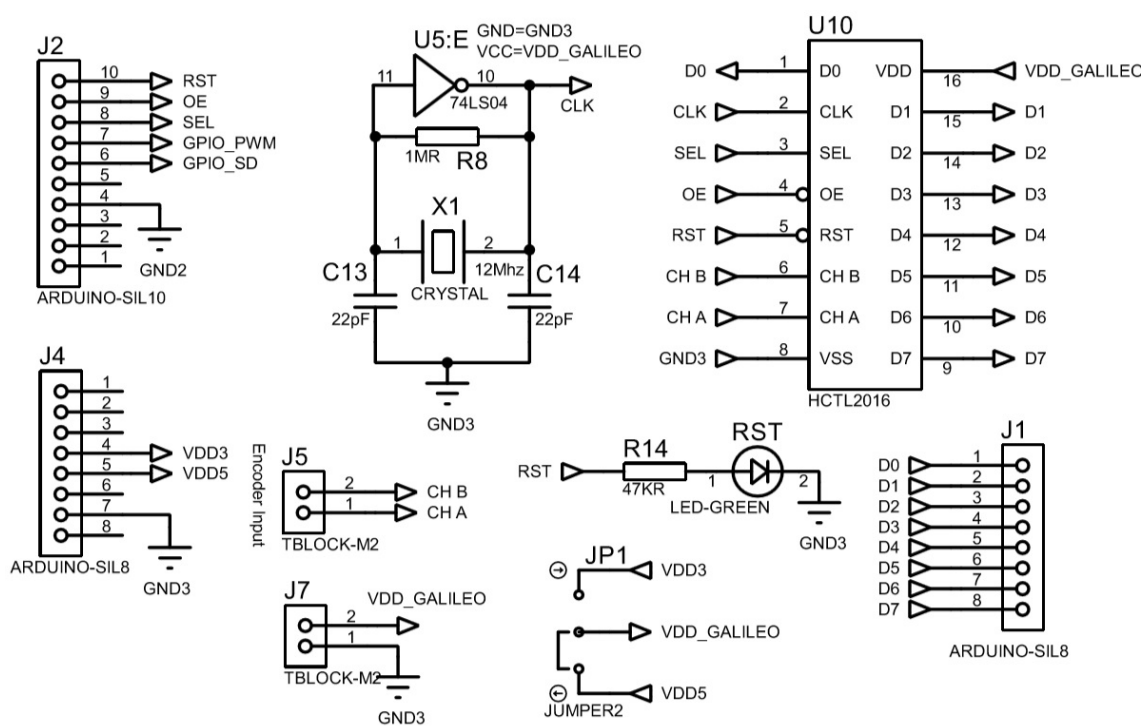 J2
10 RST
9 OE
8 SEL
7 GPIO_PWM
6 GPIO_SD
5
4
3
2
1
GND2
ARDUINO-SIL10
U5:E
GND=GND3
VCC=VDD_GALILEO
11
10
74LS04
CLK
1MR
R8
X1
1
2
12Mhz
CRYSTAL
C13
22pF
C14
22pF
GND3
U10
D0 1 D0
CLK 2 CLK
SEL 3 SEL
OE 4 OE
RST 5 RST
CH B 6 CH B
CH A 7 CH A
GND3 8 VSS
VDD 16 VDD_GALILEO
D1 15 D1
D2 14 D2
D3 13 D3
D4 12 D4
D5 11 D5
D6 10 D6
D7 9 D7
HCTL2016
J4
1
2
3
4 VDD3
5 VDD5
6
7
8
GND3
ARDUINO-SIL8
Encoder Input
J5
2 CH B
1 CH A
TBLOCK-M2
J7
VDD_GALILEO
2
1
TBLOCK-M2
GND3
RST
R14
47KR
RST
1
2
LED-GREEN
GND3
JP1
VDD3
VDD_GALILEO
VDD5
JUMPER2
J1
D0 1
D1 2
D2 3
D3 4
D4 5
D5 6
D6 7
D7 8
ARDUINO-SIL8